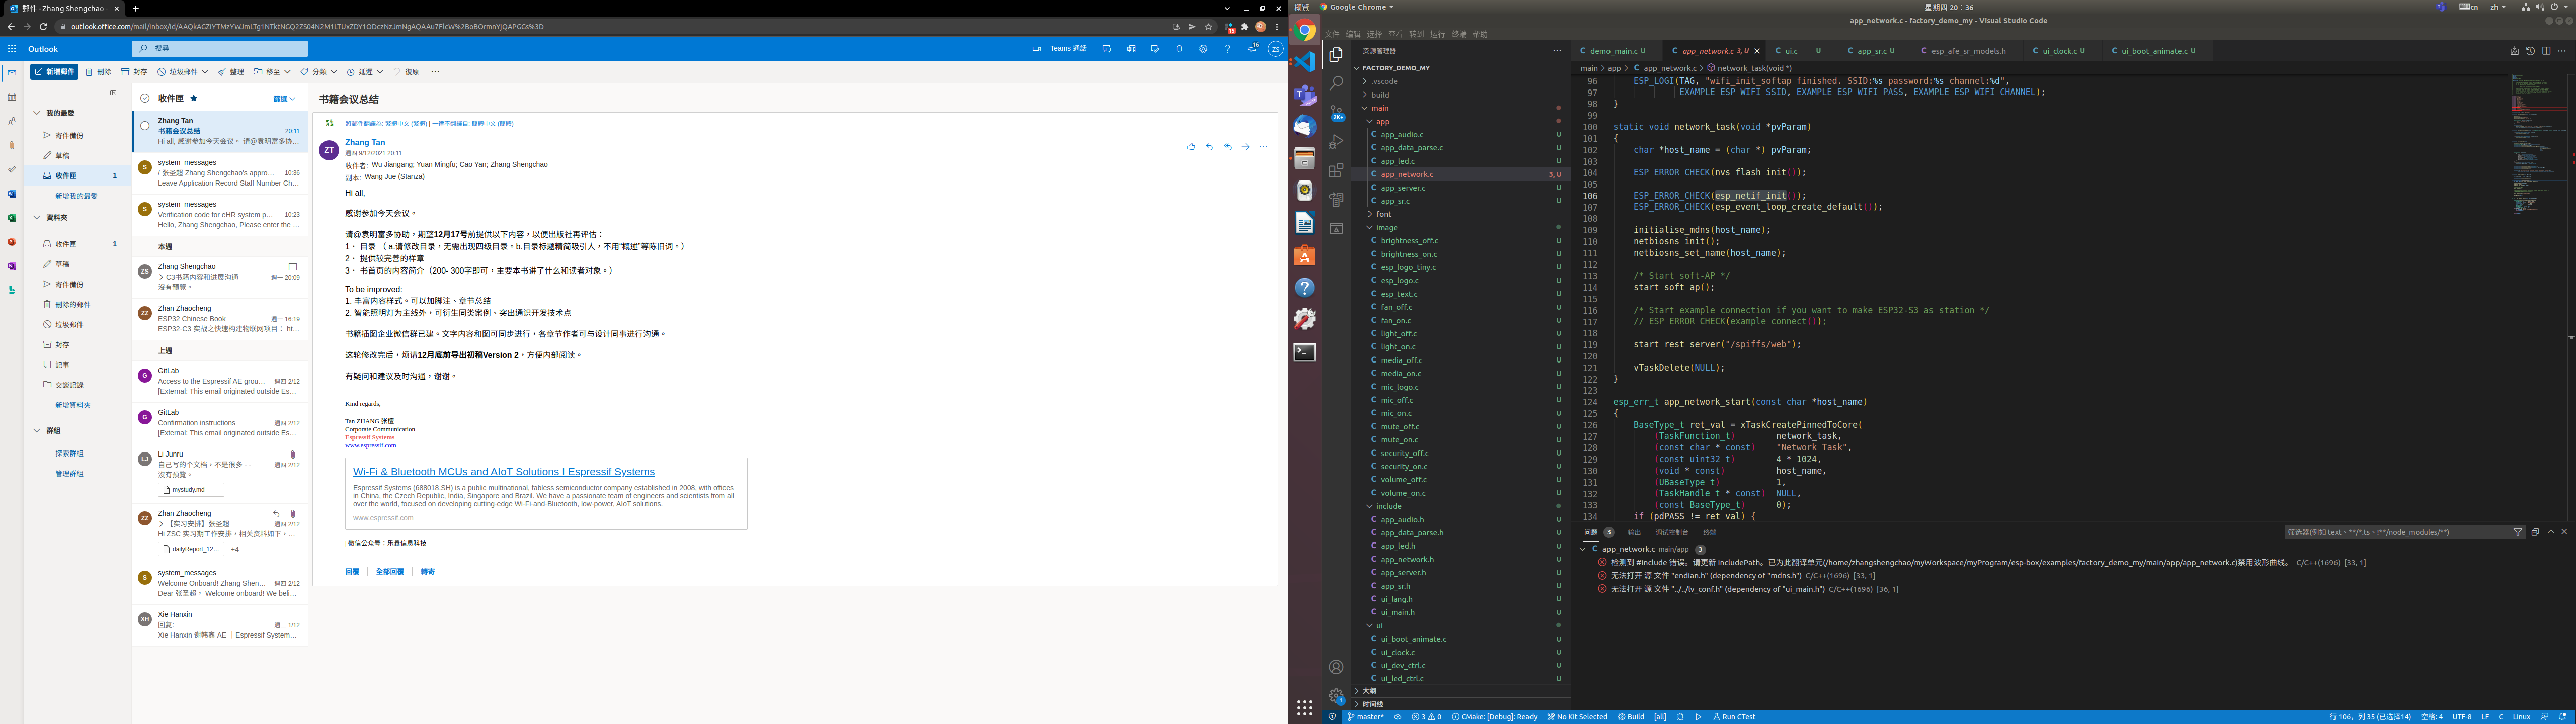 郵件 - Zhang Shengchao -
outlook.office.com/mail/inbox/id/AAQkAGZiYTMzYWJmLTg1NTktNGQ2ZS04N2M1LTUxZDY1ODczNzJmNgAQAAu7FlcW%2BoBOrmnYjQAPGGs%3D
Outlook
搜尋
Teams 通話
16
ZS
新增郵件
刪除
封存
垃圾郵件
整理
移至
分類
延遲
復原
我的最愛
寄件備份
草稿
收件匣 1
新增我的最愛
資料夾
收件匣 1
草稿
寄件備份
刪除的郵件
垃圾郵件
封存
記事
交談記錄
新增資料夾
群組
探索群組
管理群組
收件匣 ★
篩選
Zhang Tan
书籍会议总结 20:11
Hi all, 感谢参加今天会议。 请@袁明富多协…
system_messages
/ 张圣超 Zhang Shengchao's appro… 10:36
Leave Application Record Staff Number Ch…
system_messages
Verification code for eHR system p… 10:23
Hello, Zhang Shengchao, Please enter the …
本週
Zhang Shengchao
> C3书籍内容和进展沟通 週一 20:09
沒有預覽。
Zhan Zhaocheng
ESP32 Chinese Book 週一 16:19
ESP32-C3 实战之快速构建物联网项目： ht…
上週
GitLab
Access to the Espressif AE grou… 週四 2/12
[External: This email originated outside Es…
GitLab
Confirmation instructions 週四 2/12
[External: This email originated outside Es…
Li Junru
自己写的个文档，不是很多 - - 週四 2/12
沒有預覽。
mystudy.md
Zhan Zhaocheng
> 【实习安排】张圣超 週四 2/12
Hi ZSC 实习期工作安排，相关资料如下，…
dailyReport_12… +4
system_messages
Welcome Onboard! Zhang Shen… 週四 2/12
Dear 张圣超， Welcome onboard! We beli…
Xie Hanxin
回复: 週三 1/12
Xie Hanxin 谢韩鑫 AE ｜Espressif System…
书籍会议总结
將郵件翻譯為: 繁體中文 (繁體) | 一律不翻譯自: 簡體中文 (簡體)
ZT
Zhang Tan
週四 9/12/2021 20:11
收件者: Wu Jiangang; Yuan Mingfu; Cao Yan; Zhang Shengchao
副本: Wang Jue (Stanza)
Hi all,
感谢参加今天会议。
请@袁明富多协助，期望12月17号前提供以下内容，以便出版社再评估：
1． 目录 （ a.请修改目录，无需出现四级目录。b.目录标题精简吸引人，不用“概述”等陈旧词。）
2． 提供较完善的样章
3． 书首页的内容简介（200- 300字即可，主要本书讲了什么和读者对象。）
To be improved:
1. 丰富内容样式。可以加脚注、章节总结
2. 智能照明灯为主线外，可衍生同类案例、突出通识开发技术点
书籍插图企业微信群已建。文字内容和图可同步进行，各章节作者可与设计同事进行沟通。
这轮修改完后，烦请12月底前导出初稿Version 2，方便内部阅读。
有疑问和建议及时沟通，谢谢。
Kind regards,
Tan ZHANG 张檀
Corporate Communication
Espressif Systems
www.espressif.com
Wi-Fi & Bluetooth MCUs and AIoT Solutions I Espressif Systems
Espressif Systems (688018.SH) is a public multinational, fabless semiconductor company established in 2008, with offices
in China, the Czech Republic, India, Singapore and Brazil. We have a passionate team of engineers and scientists from all
over the world, focused on developing cutting-edge Wi-Fi-and-Bluetooth, low-power, AIoT solutions.
www.espressif.com
| 微信公众号：乐鑫信息科技
回覆
全部回覆
轉寄
概览
Google Chrome
星期四 20：36
cn
zh
app_network.c - factory_demo_my - Visual Studio Code
文件 编辑 选择 查看 转到 运行 终端 帮助
资源管理器
FACTORY_DEMO_MY
.vscode
build
main
app
app_audio.c U
app_data_parse.c U
app_led.c U
app_network.c 3, U
app_server.c U
app_sr.c U
font
image
brightness_off.c U
brightness_on.c U
esp_logo_tiny.c U
esp_logo.c U
esp_text.c U
fan_off.c U
fan_on.c U
light_off.c U
light_on.c U
media_off.c U
media_on.c U
mic_logo.c U
mic_off.c U
mic_on.c U
mute_off.c U
mute_on.c U
security_off.c U
security_on.c U
volume_off.c U
volume_on.c U
include
app_audio.h U
app_data_parse.h U
app_led.h U
app_network.h U
app_server.h U
app_sr.h U
ui_lang.h U
ui_main.h U
ui
ui_boot_animate.c U
ui_clock.c U
ui_dev_ctrl.c U
ui_led_ctrl.c U
大纲
时间线
demo_main.c U
app_network.c 3, U
ui.c U
app_sr.c U
esp_afe_sr_models.h
ui_clock.c U
ui_boot_animate.c U
main > app > C app_network.c > network_task(void *)
96 ESP_LOGI(TAG, "wifi_init_softap finished. SSID:%s password:%s channel:%d",
97 EXAMPLE_ESP_WIFI_SSID, EXAMPLE_ESP_WIFI_PASS, EXAMPLE_ESP_WIFI_CHANNEL);
98 }
99
100 static void network_task(void *pvParam)
101 {
102 char *host_name = (char *) pvParam;
103
104 ESP_ERROR_CHECK(nvs_flash_init());
105
106 ESP_ERROR_CHECK(esp_netif_init());
107 ESP_ERROR_CHECK(esp_event_loop_create_default());
108
109 initialise_mdns(host_name);
110 netbiosns_init();
111 netbiosns_set_name(host_name);
112
113 /* Start soft-AP */
114 start_soft_ap();
115
116 /* Start example connection if you want to make ESP32-S3 as station */
117 // ESP_ERROR_CHECK(example_connect());
118
119 start_rest_server("/spiffs/web");
120
121 vTaskDelete(NULL);
122 }
123
124 esp_err_t app_network_start(const char *host_name)
125 {
126 BaseType_t ret_val = xTaskCreatePinnedToCore(
127 (TaskFunction_t) network_task,
128 (const char * const) "Network Task",
129 (const uint32_t) 4 * 1024,
130 (void * const) host_name,
131 (UBaseType_t) 1,
132 (TaskHandle_t * const) NULL,
133 (const BaseType_t) 0);
134 if (pdPASS != ret_val) {
问题 3 输出 调试控制台 终端
筛选器(例如 text、**/*.ts、!**/node_modules/**)
app_network.c main/app 3
检测到 #include 错误。请更新 includePath。已为此翻译单元(/home/zhangshengchao/myWorkspace/myProgram/esp-box/examples/factory_demo_my/main/app/app_network.c)禁用波形曲线。 C/C++(1696) [33, 1]
无法打开 源 文件 "endian.h" (dependency of "mdns.h") C/C++(1696) [33, 1]
无法打开 源 文件 "../../lv_conf.h" (dependency of "ui_main.h") C/C++(1696) [36, 1]
master* 3 0 CMake: [Debug]: Ready No Kit Selected Build [all] Run CTest
行 106，列 35 (已选择14) 空格: 4 UTF-8 LF C Linux